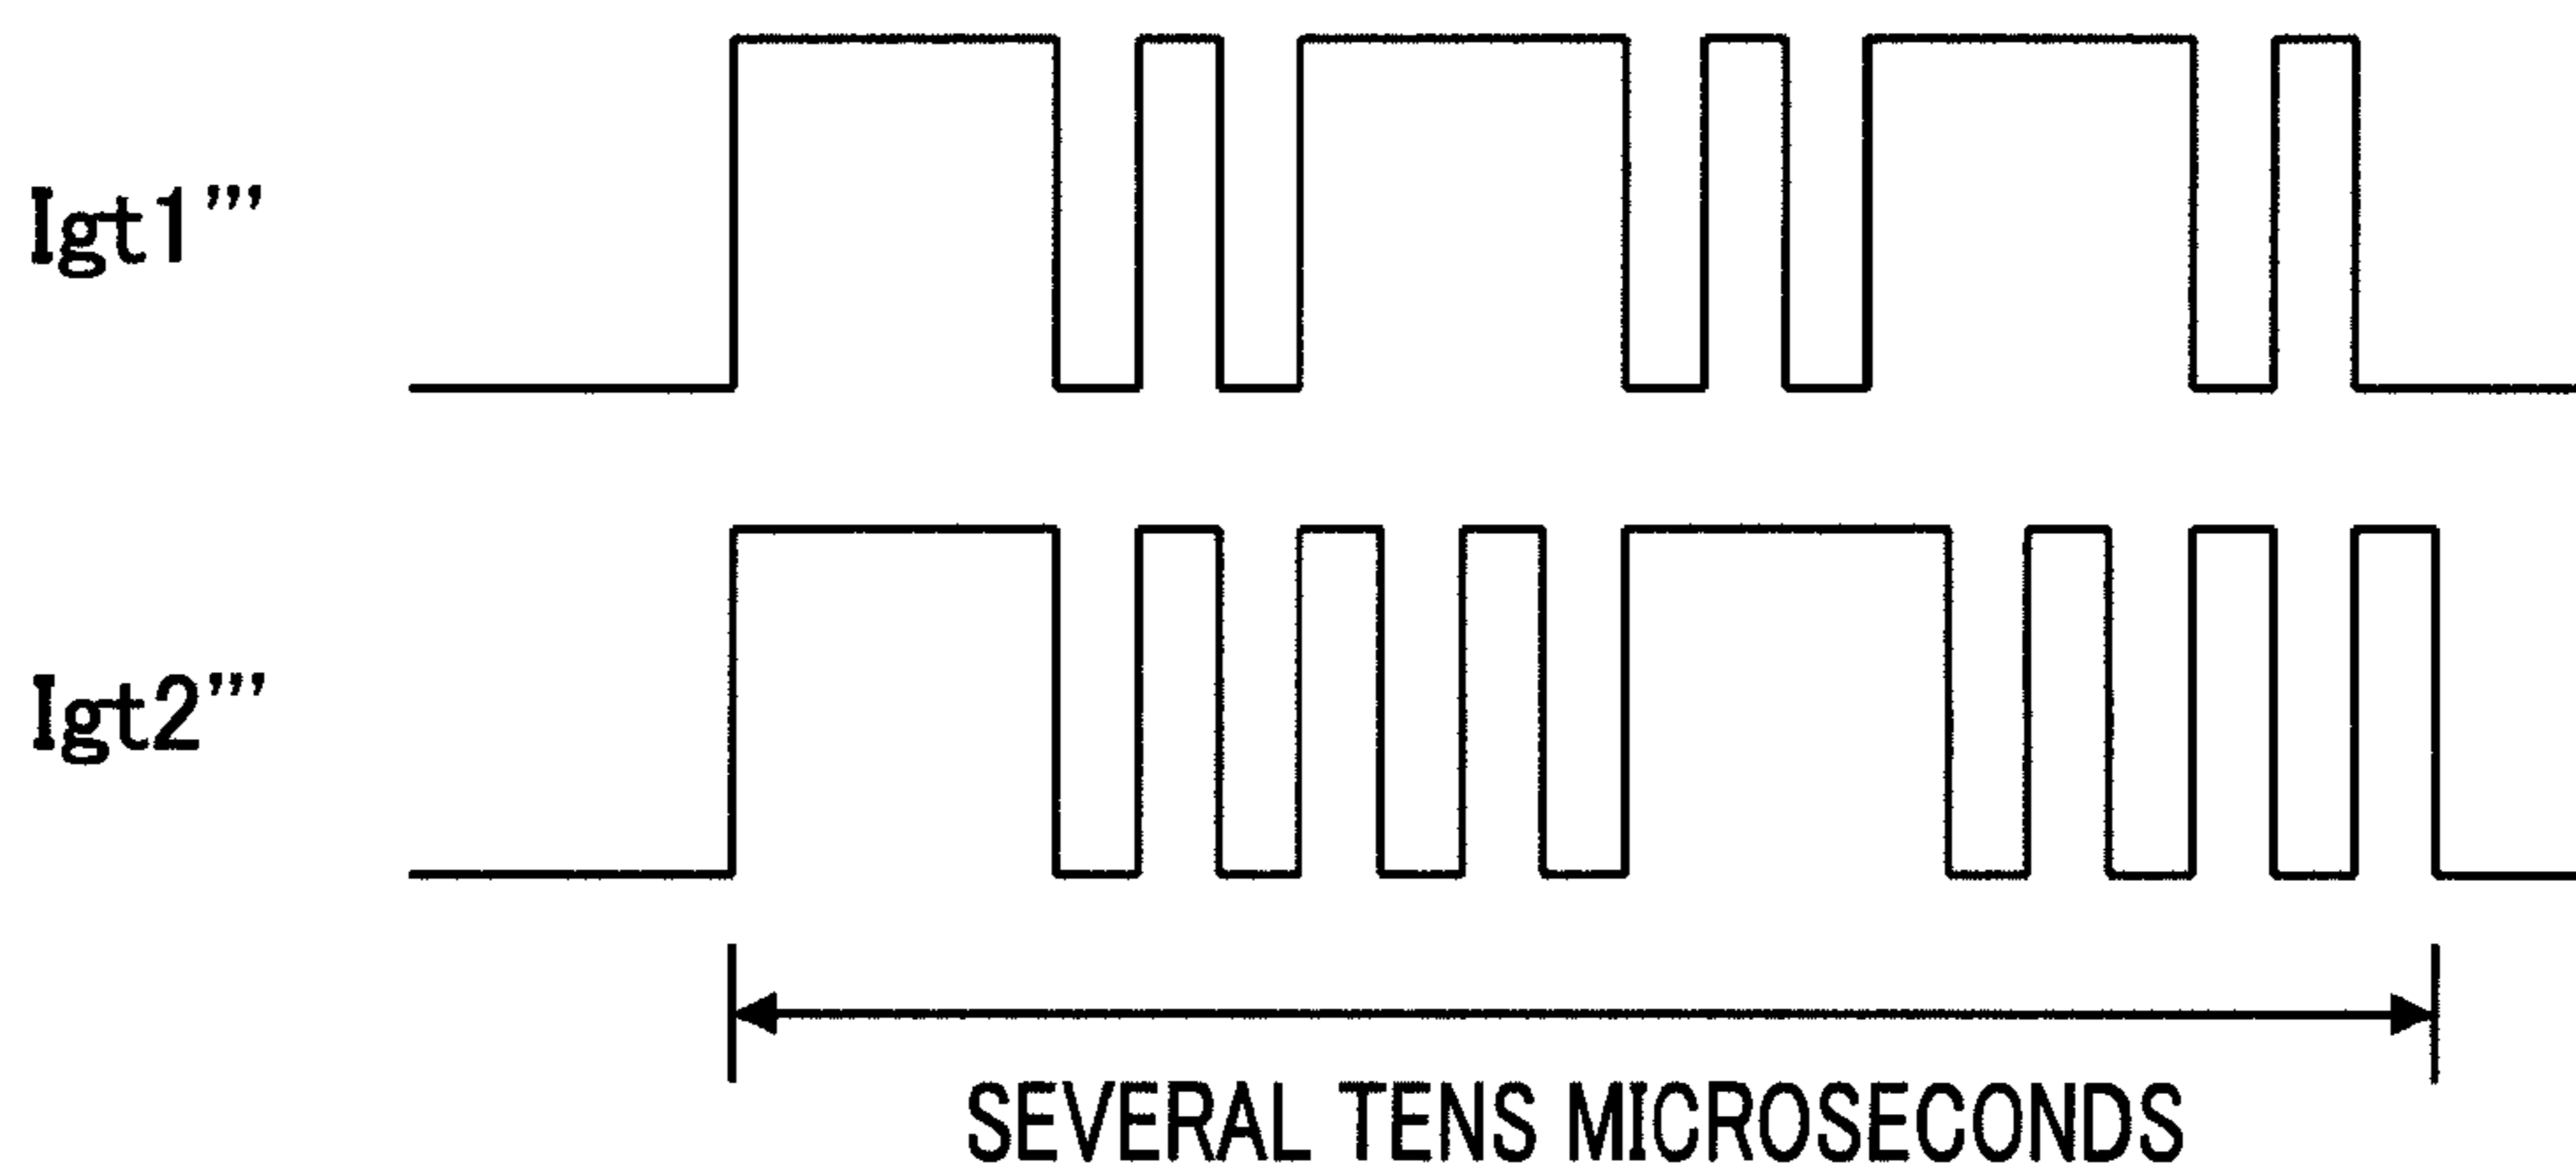 Igt1’’’
Igt2’’’
SEVERAL TENS MICROSECONDS